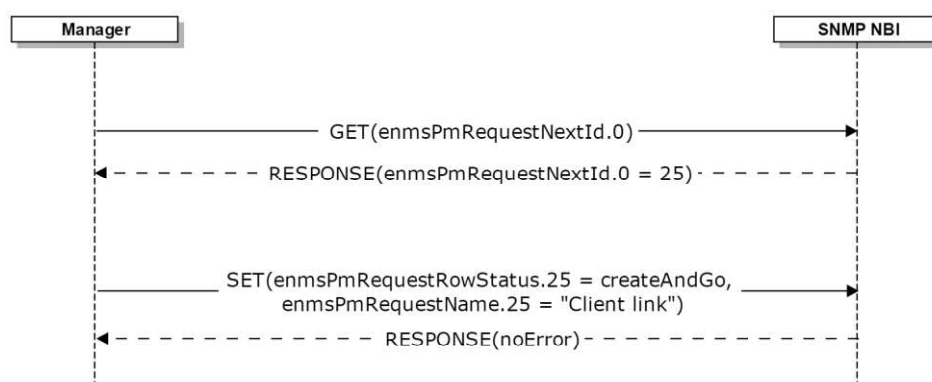 Manager
SNMP NBI
GET(enmsPmRequestNextId.0)
RESPONSE(enmsPmRequestNextId.0 = 25)
SET(enmsPmRequestRowStatus.25 = createAndGo,
enmsPmRequestName.25 = "Client link")
RESPONSE(noError)